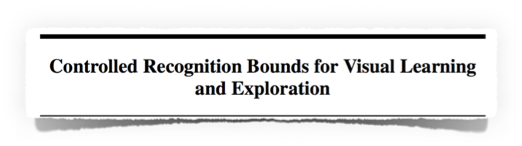 Controlled Recognition Bounds for Visual Learning
and Exploration